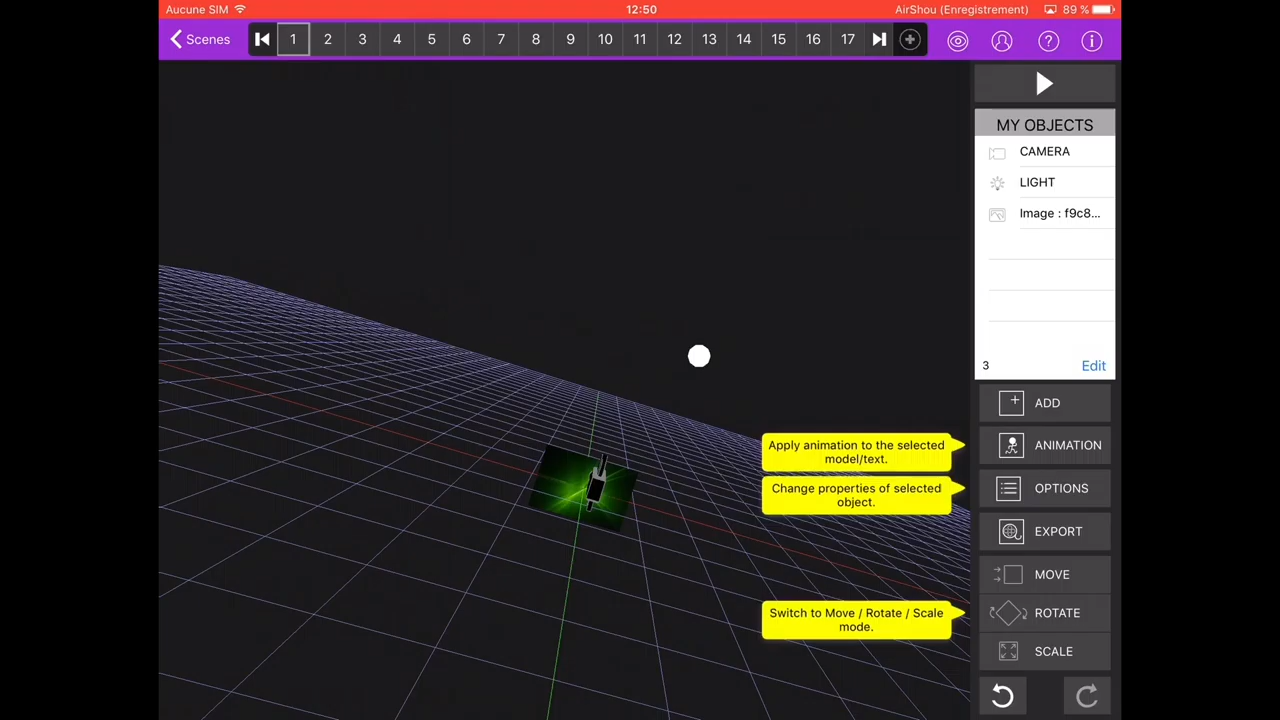 Aucune SIM
12:50
AirShou (Enregistrement)
89 %
Scenes
1 2 3 4 5 6 7 8 9 10 11 12 13 14 15 16 17
MY OBJECTS
CAMERA
LIGHT
Image : f9c8...
3
Edit
ADD
Apply animation to the selected
model/text.
ANIMATION
Change properties of selected
object.
OPTIONS
EXPORT
MOVE
Switch to Move / Rotate / Scale
mode.
ROTATE
SCALE